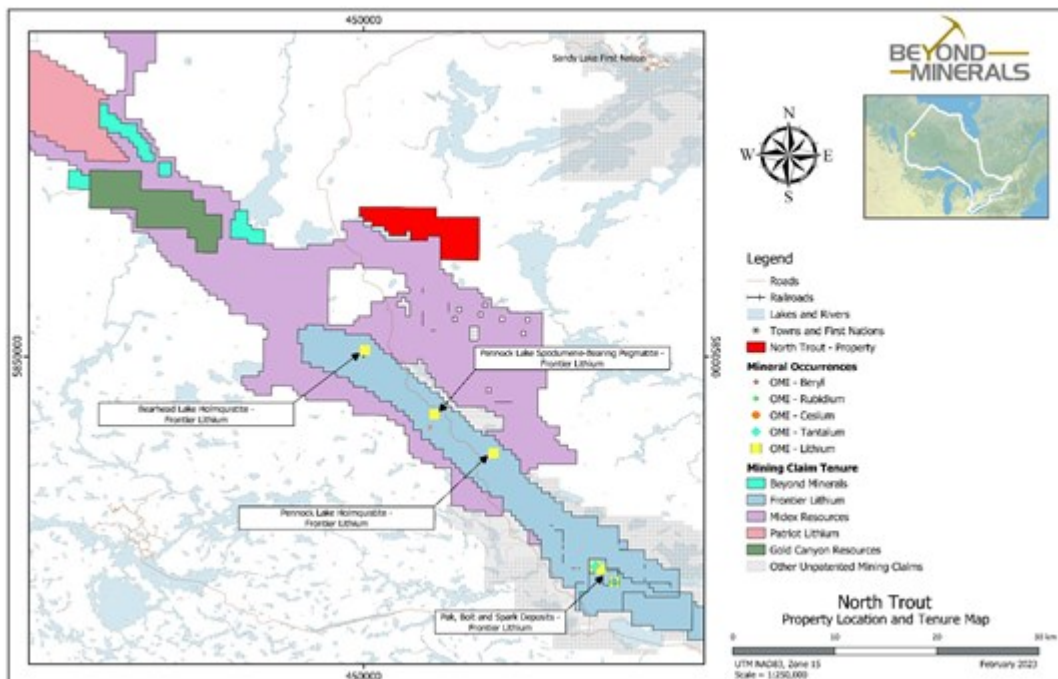 450000
BEYOND
MINERALS
Sandy Lake First Nation
N
W E
S
5850000
5850000
Legend
Roads
Railroads
Lakes and Rivers
Towns and First Nations
North Trout - Property
Mineral Occurrences
OMI - Beryl
OMI - Rubidium
OMI - Cesium
OMI - Tantalum
OMI - Lithium
Mining Claim Tenure
Beyond Minerals
Frontier Lithium
Midex Resources
Patriot Lithium
Gold Canyon Resources
Other Unpatented Mining Claims
Pennock Lake Spodumene-Bearing Pegmatite -
Frontier Lithium
Bearhead Lake Holmquistite -
Frontier Lithium
Pennock Lake Holmquistite -
Frontier Lithium
Pak, Bolt and Spark Deposits -
Frontier Lithium
North Trout
Property Location and Tenure Map
0 10 20 30 km
UTM NAD83, Zone 15
Scale = 1:250,000
February 2023
450000